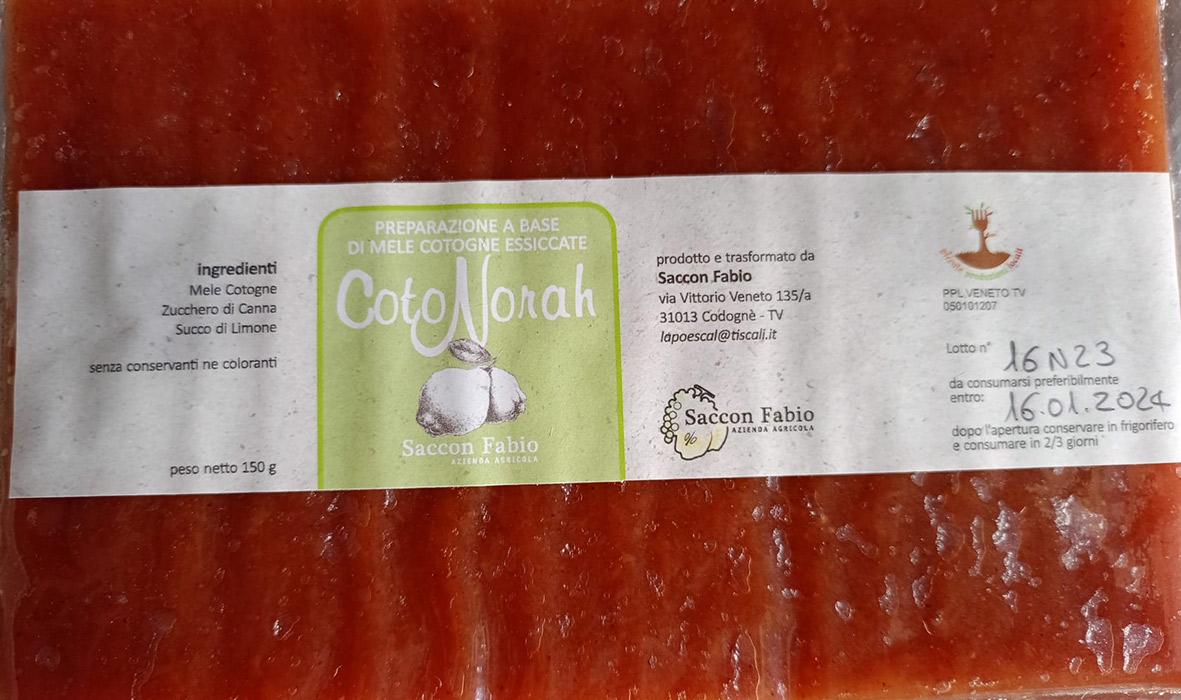 ingredienti
Mele Cotogne
Zucchero di Canna
Succo di Limone
senza conservanti ne coloranti
peso netto 150 g
PREPARAZIONE A BASE
DI MELE COTOGNE ESSICCATE
CotoNorah
Saccon Fabio
AZIENDA AGRICOLA
prodotto e trasformato da
Saccon Fabio
via Vittorio Veneto 135/a
31013 Codognè - TV
lapoescal@tiscali.it
%
Saccon Fabio
AZIENDA AGRICOLA
piccole produzioni locali
PPL VENETO TV
050101207
Lotto n° 16N23
da consumarsi preferibilmente
entro: 16.01.2024
dopo l'apertura conservare in frigorifero
e consumare in 2/3 giorni